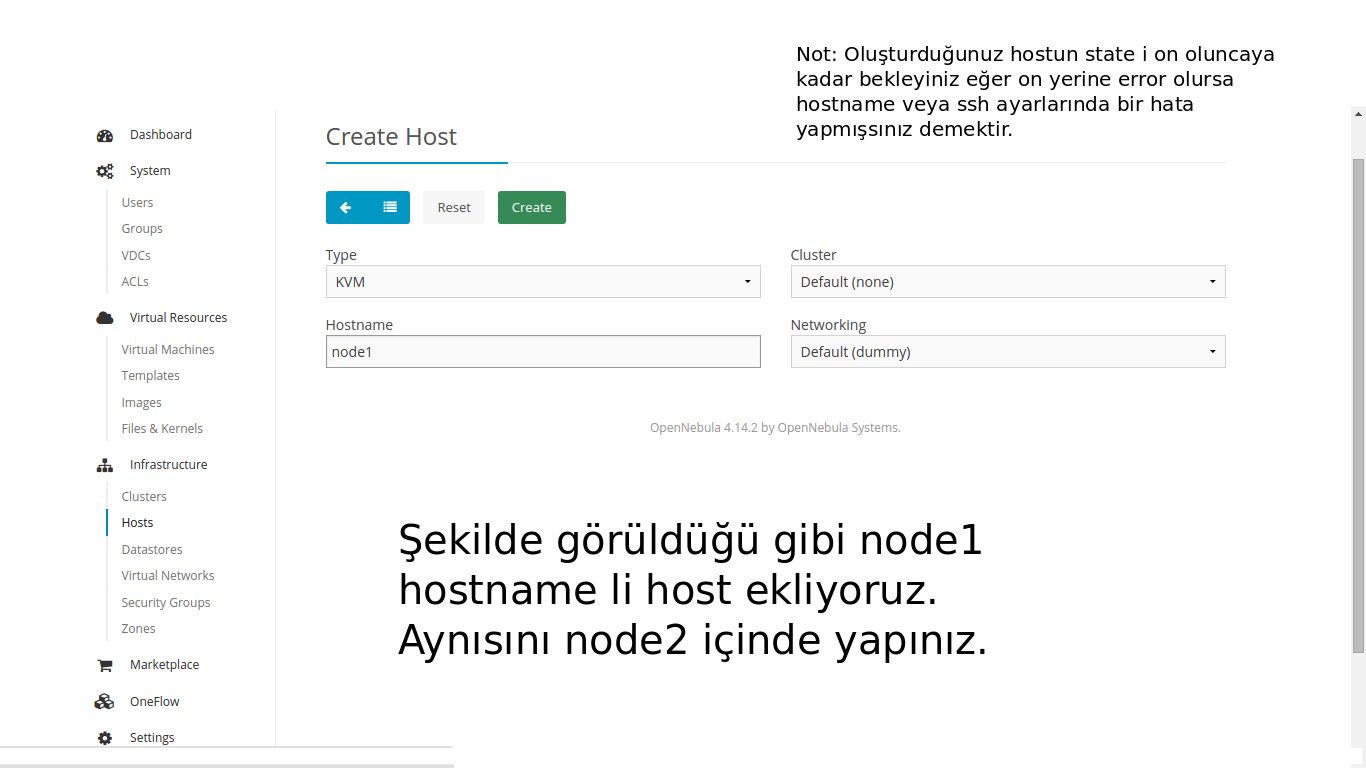 Not: Oluşturduğunuz hostun state i on oluncaya
kadar bekleyiniz eğer on yerine error olursa
hostname veya ssh ayarlarında bir hata
yapmışsınız demektir.
Dashboard
System
Users
Groups
VDCs
ACLs
Virtual Resources
Virtual Machines
Templates
Images
Files & Kernels
Infrastructure
Clusters
Hosts
Datastores
Virtual Networks
Security Groups
Zones
Marketplace
OneFlow
Settings
Create Host
Reset
Create
Type
KVM
Cluster
Default (none)
Hostname
node1
Networking
Default (dummy)
OpenNebula 4.14.2 by OpenNebula Systems.
Şekilde görüldüğü gibi node1
hostname li host ekliyoruz.
Aynısını node2 içinde yapınız.